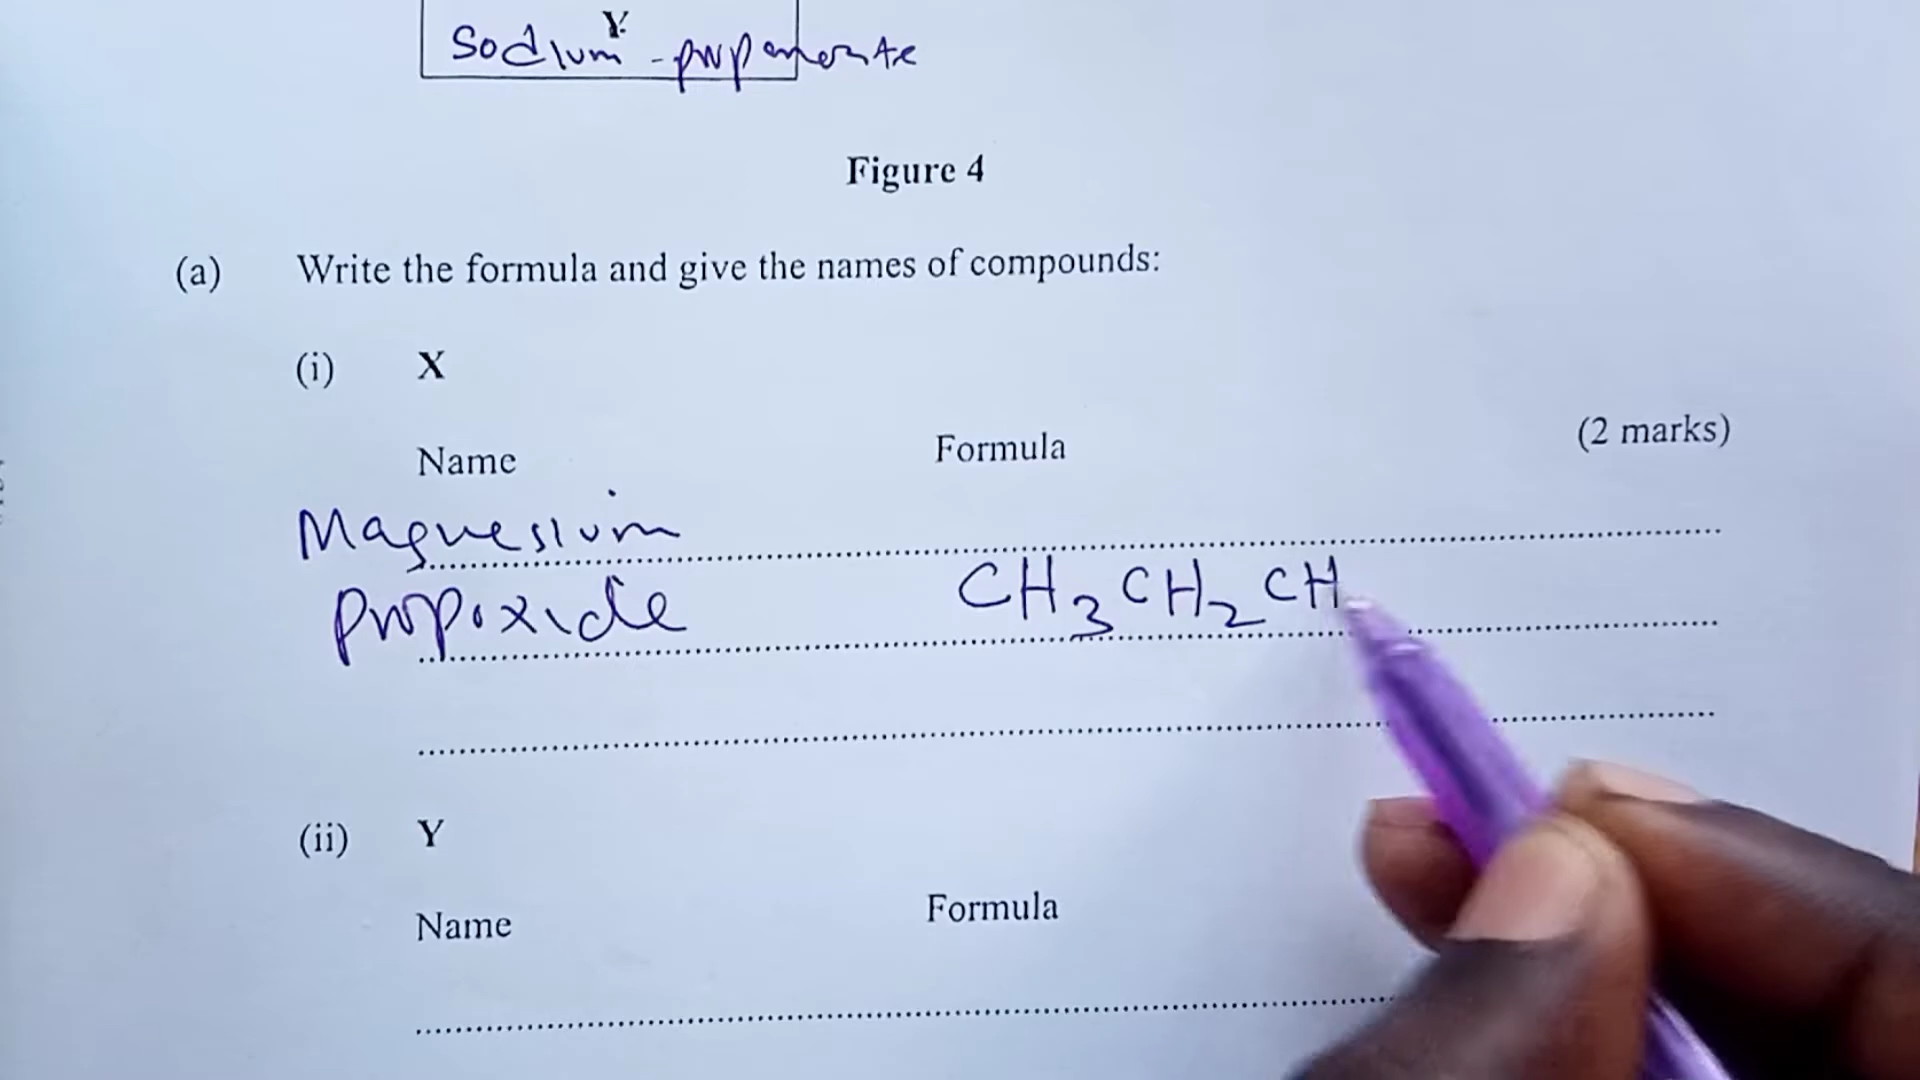 Y
Sodium - propanoate
Figure 4
(a) Write the formula and give the names of compounds:
(i) X
Name Formula (2 marks)
Magnesium
propoxide CH3CH2CH
(ii) Y
Name Formula